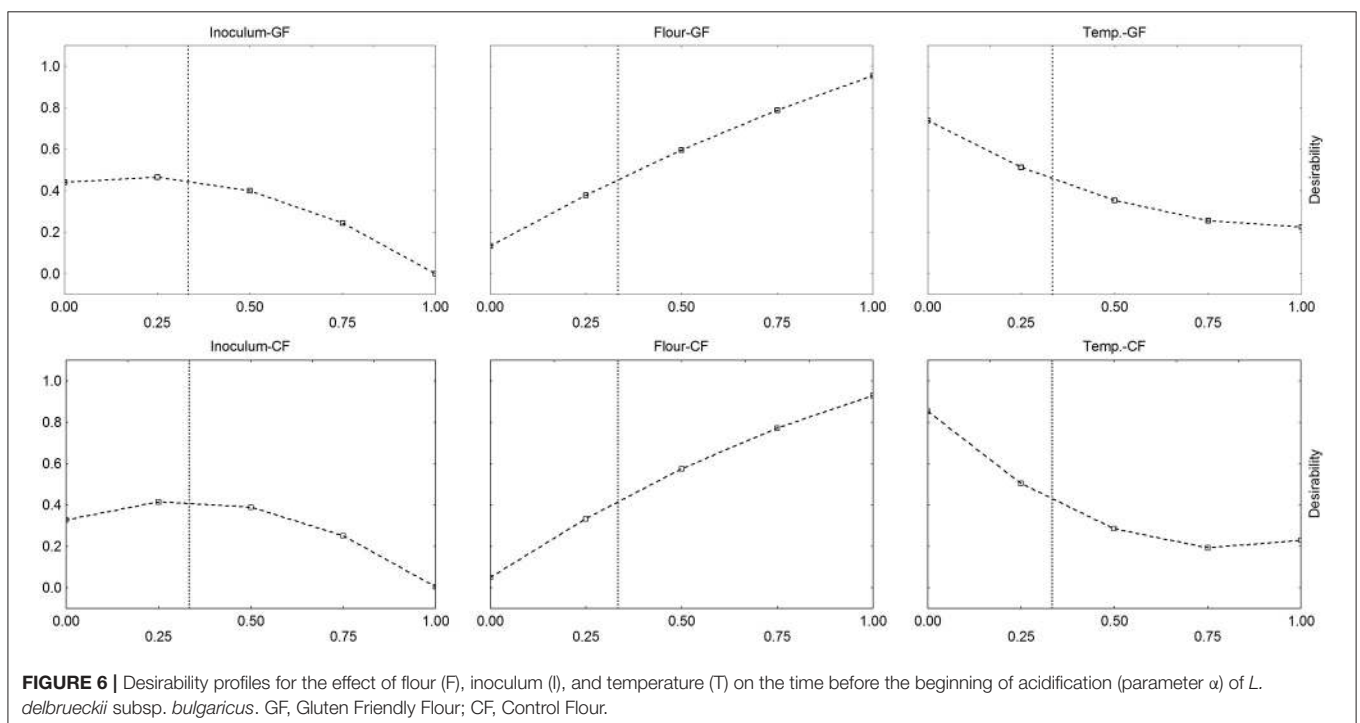 Inoculum-GF Flour-GF Temp.-GF
1.0
0.8
0.6
0.4
0.2
0.0
Desirability
0.00 0.50 1.00 0.00 0.50 1.00 0.00 0.50 1.00
0.25 0.75 0.25 0.75 0.25 0.75
Inoculum-CF Flour-CF Temp.-CF
1.0
0.8
0.6
0.4
0.2
0.0
Desirability
0.00 0.50 1.00 0.00 0.50 1.00 0.00 0.50 1.00
0.25 0.75 0.25 0.75 0.25 0.75
FIGURE 6 | Desirability profiles for the effect of flour (F), inoculum (I), and temperature (T) on the time before the beginning of acidification (parameter α) of L.
delbrueckii subsp. bulgaricus. GF, Gluten Friendly Flour; CF, Control Flour.